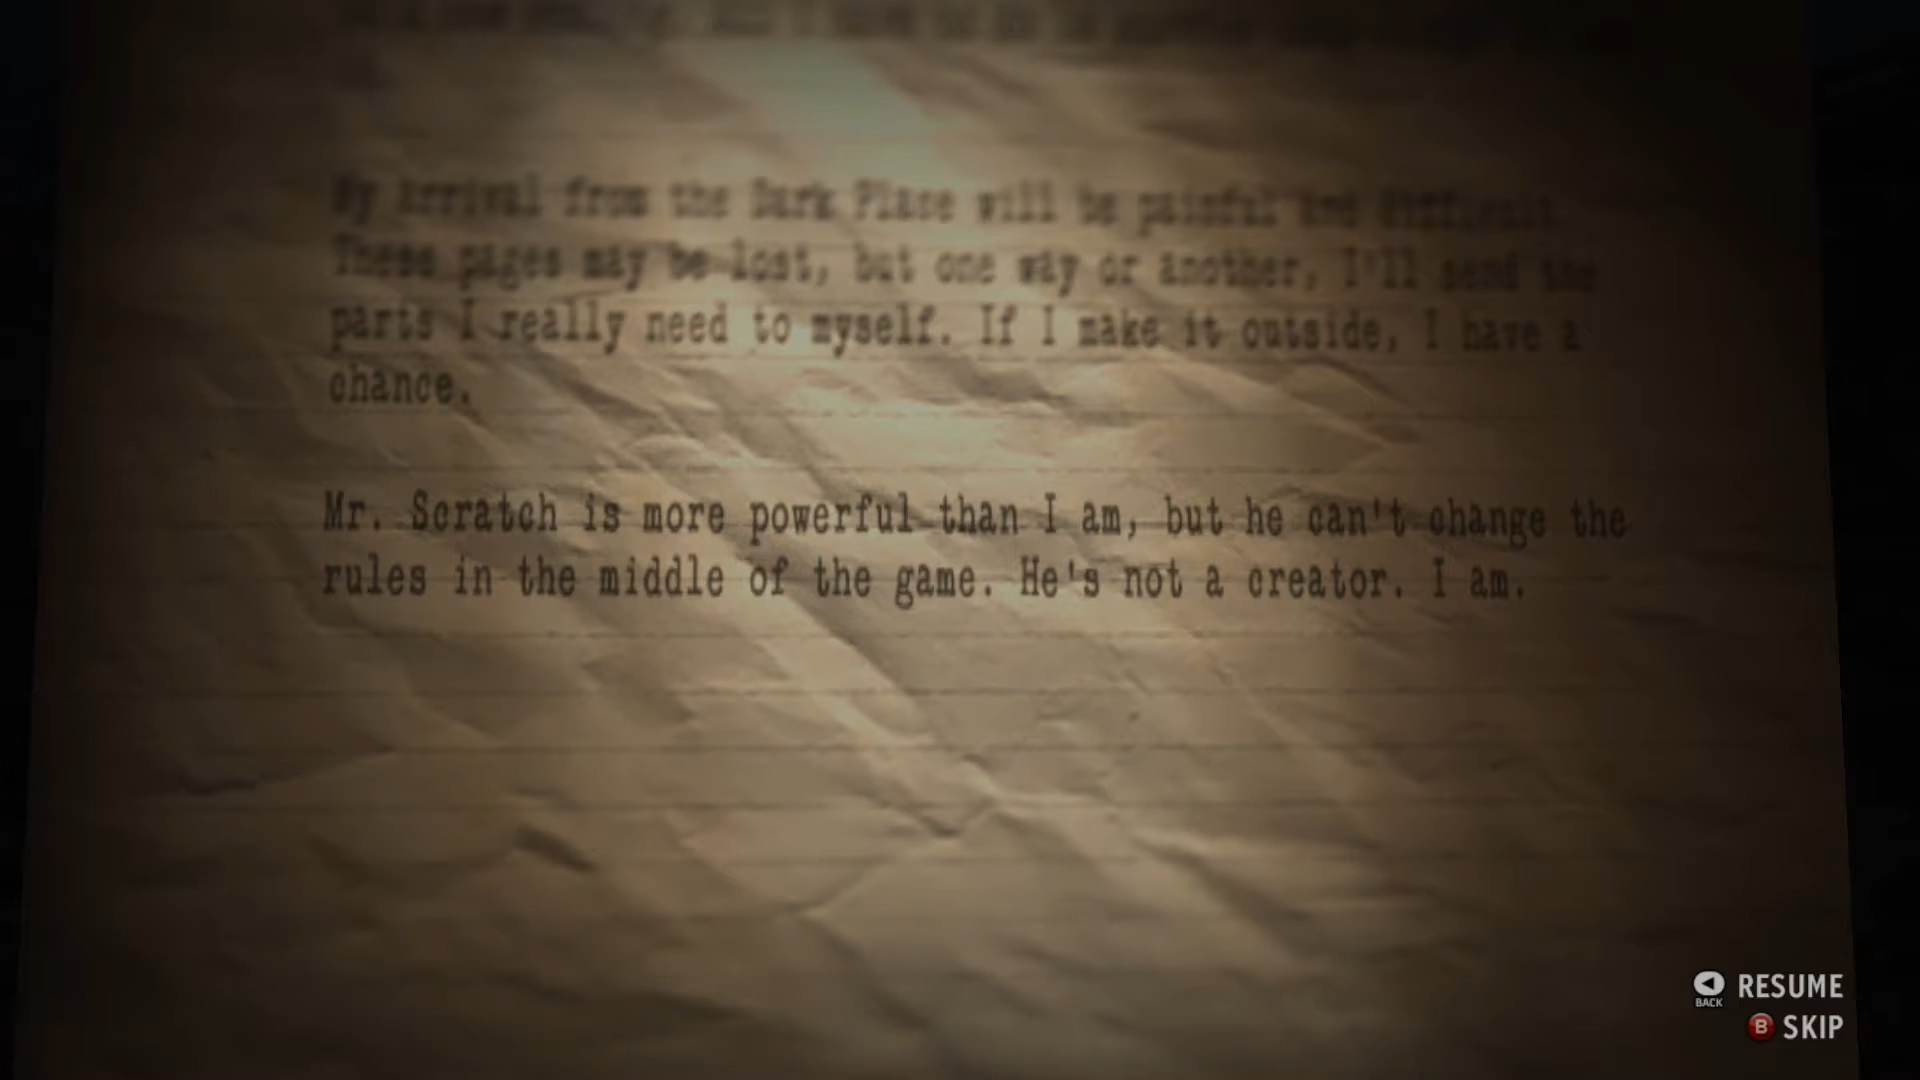 My arrival from the Dark Place will be painful and difficult.
These pages may be lost, but one way or another, I'll send the
parts I really need to myself. If I make it outside, I have a
chance.
Mr. Scratch is more powerful than I am, but he can't change the
rules in the middle of the game. He's not a creator. I am.
BACK RESUME
B SKIP